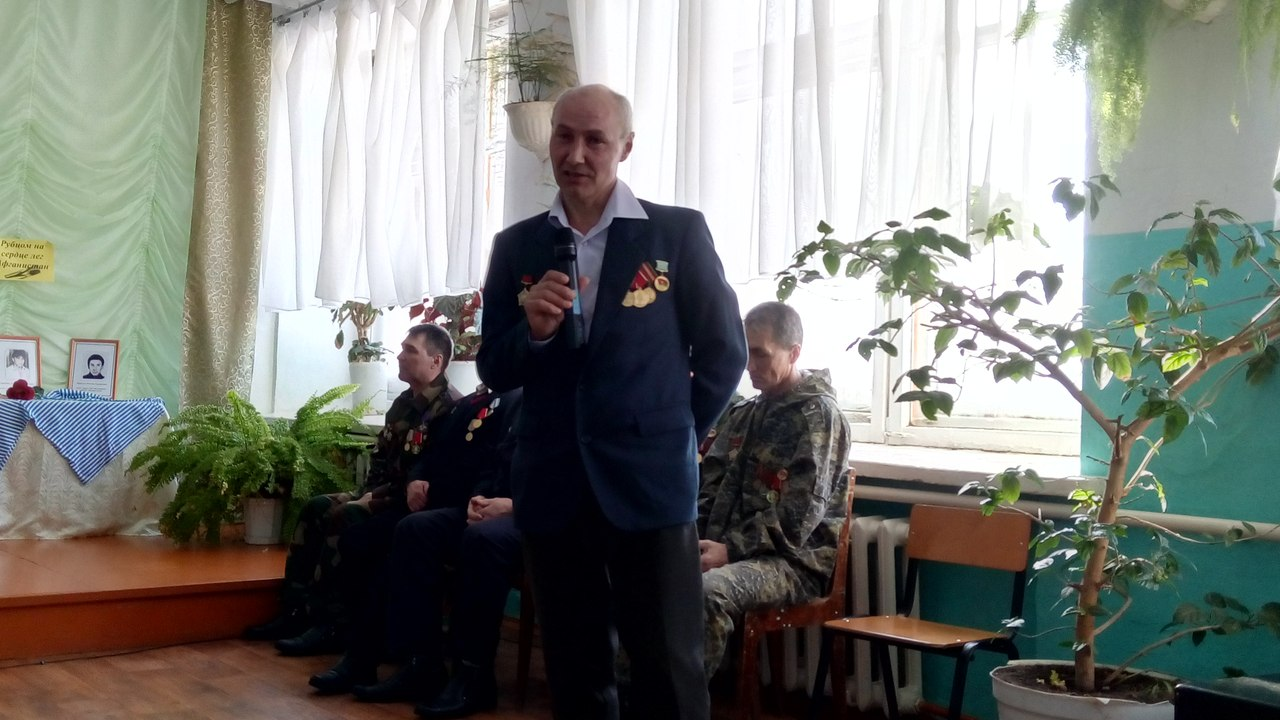 Рубцом на
сердце лег
Афганистан